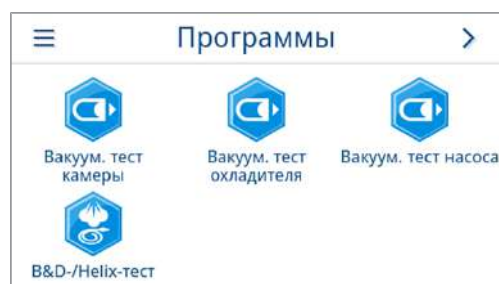 Программы
Вакуум. тест камеры
Вакуум. тест охладителя
Вакуум. тест насоса
B&D-/Helix-тест